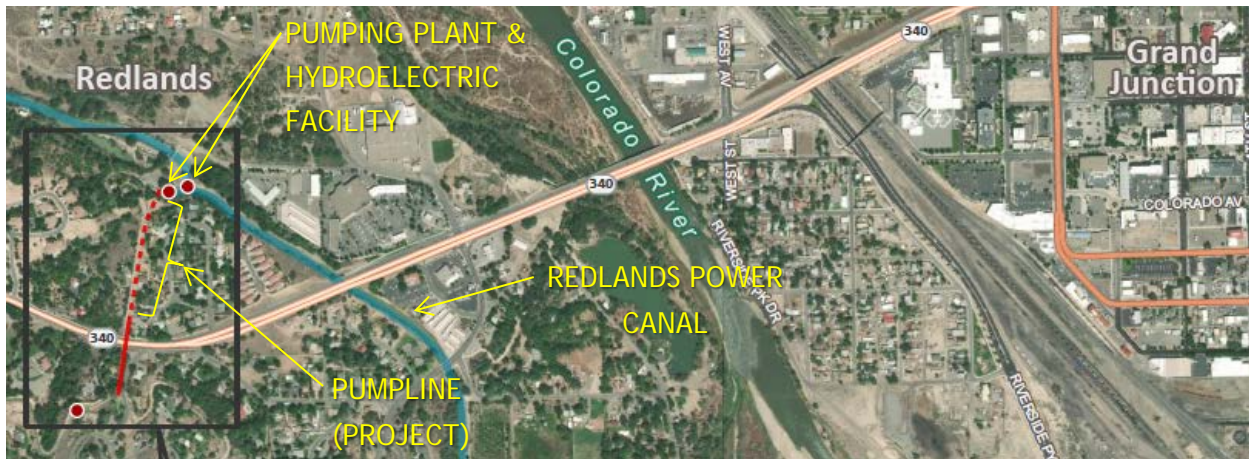 PUMPING PLANT &
HYDROELECTRIC
FACILITY
Redlands
Colorado
River
WEST AV
340
Grand
Junction
340
WEST ST
COLORADO AV
RIVERSIDE PK DR
REDLANDS POWER
CANAL
340
PUMPLINE
(PROJECT)
RIVERSIDE PY